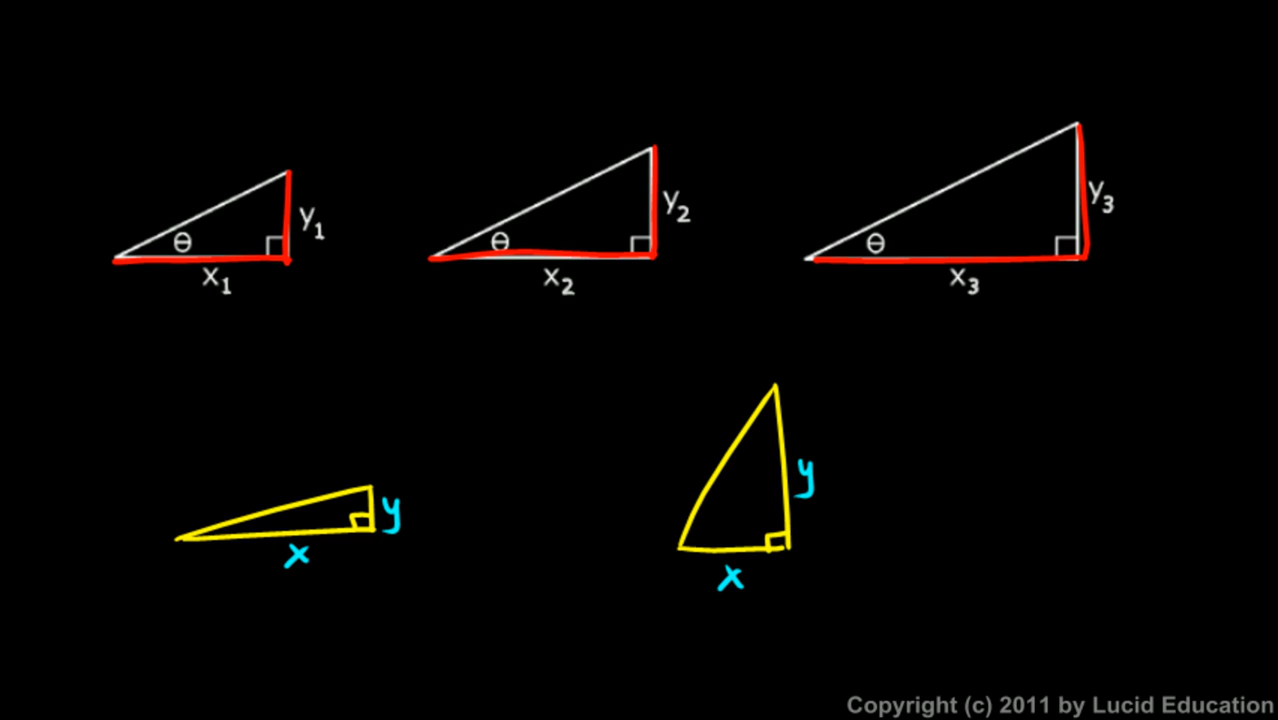 θ y₁ θ y₂ θ y₃
x₁ x₂ x₃
y y
x x
Copyright (c) 2011 by Lucid Education